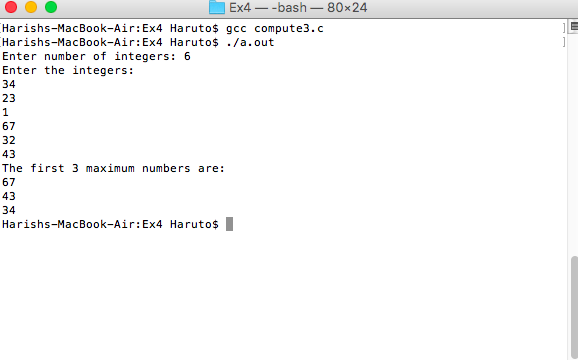 Ex4 — -bash — 80×24
[Harishs-MacBook-Air:Ex4 Haruto$ gcc compute3.c ]
[Harishs-MacBook-Air:Ex4 Haruto$ ./a.out ]
Enter number of integers: 6
Enter the integers:
34
23
1
67
32
43
The first 3 maximum numbers are:
67
43
34
Harishs-MacBook-Air:Ex4 Haruto$